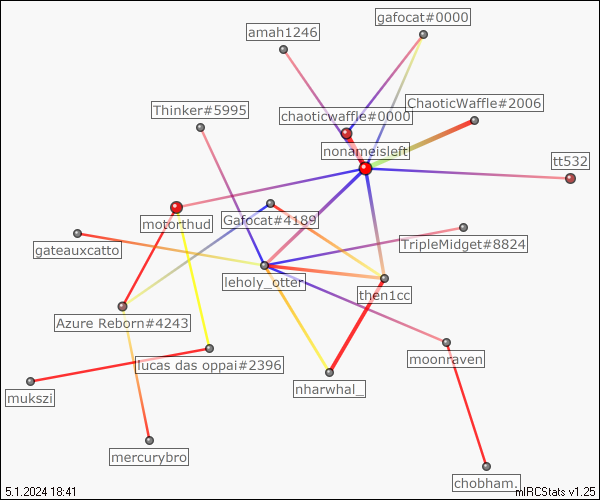 gafocat#0000
amah1246
ChaoticWaffle#2006
Thinker#5995
chaoticwaffle#0000
nonameisleft
tt532
motorthud
Gafocat#4189
gateauxcatto
TripleMidget#8824
leholy_otter
then1cc
Azure Reborn#4243
lucas das oppai#2396
moonraven
mukszi
nharwhal_
mercurybro
chobham.
5.1.2024 18:41
mIRCStats v1.25